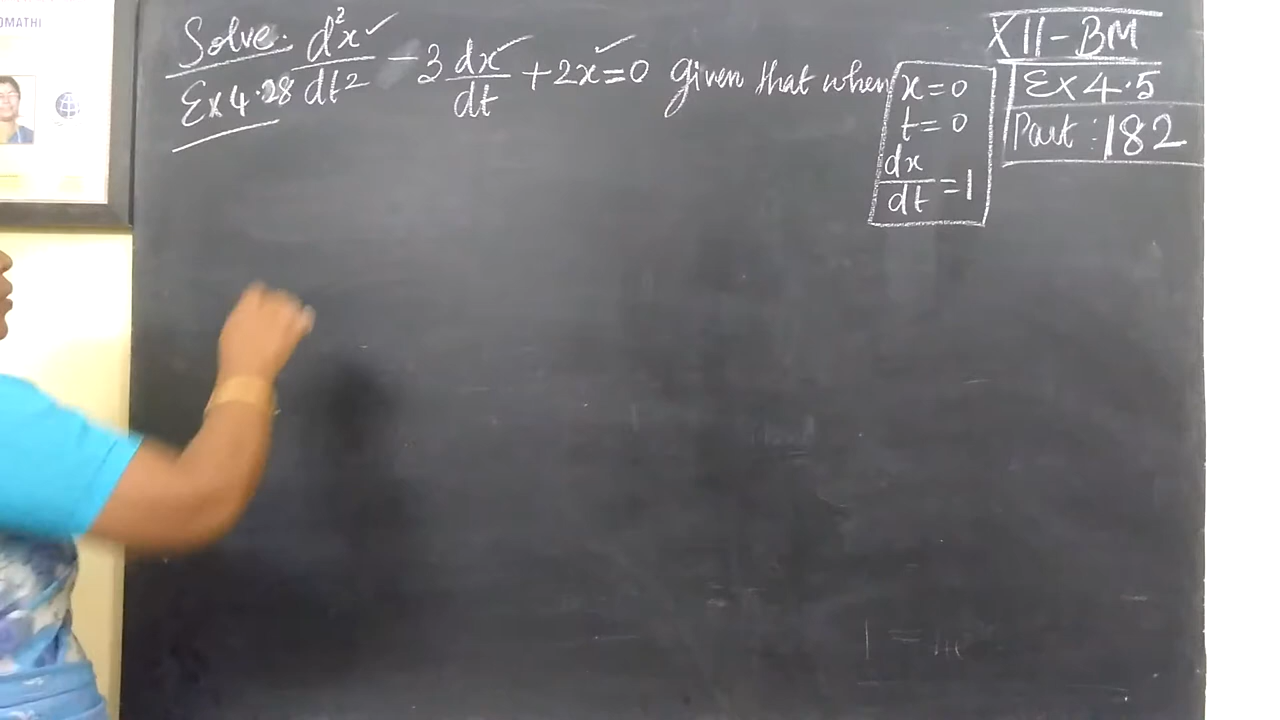 OMATHI
Solve: d²x/dt² - 3 dx/dt + 2x = 0 given that when x = 0
t = 0
dx/dt = 1
Ex 4.28
XII - BM
Ex 4.5
Part : 182